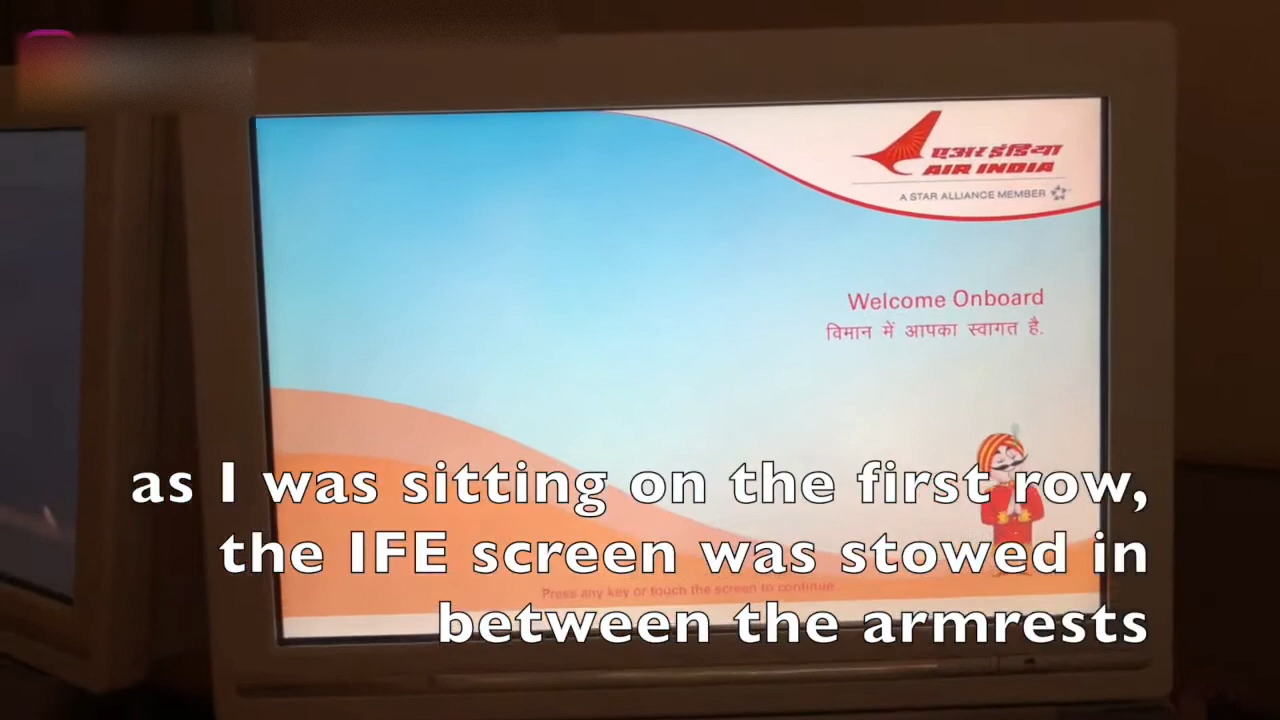 एअर इंडिया
AIR INDIA
A STAR ALLIANCE MEMBER
Welcome Onboard
विमान में आपका स्वागत है.
as I was sitting on the first row,
the IFE screen was stowed in
Press any key or touch the screen to continue
between the armrests